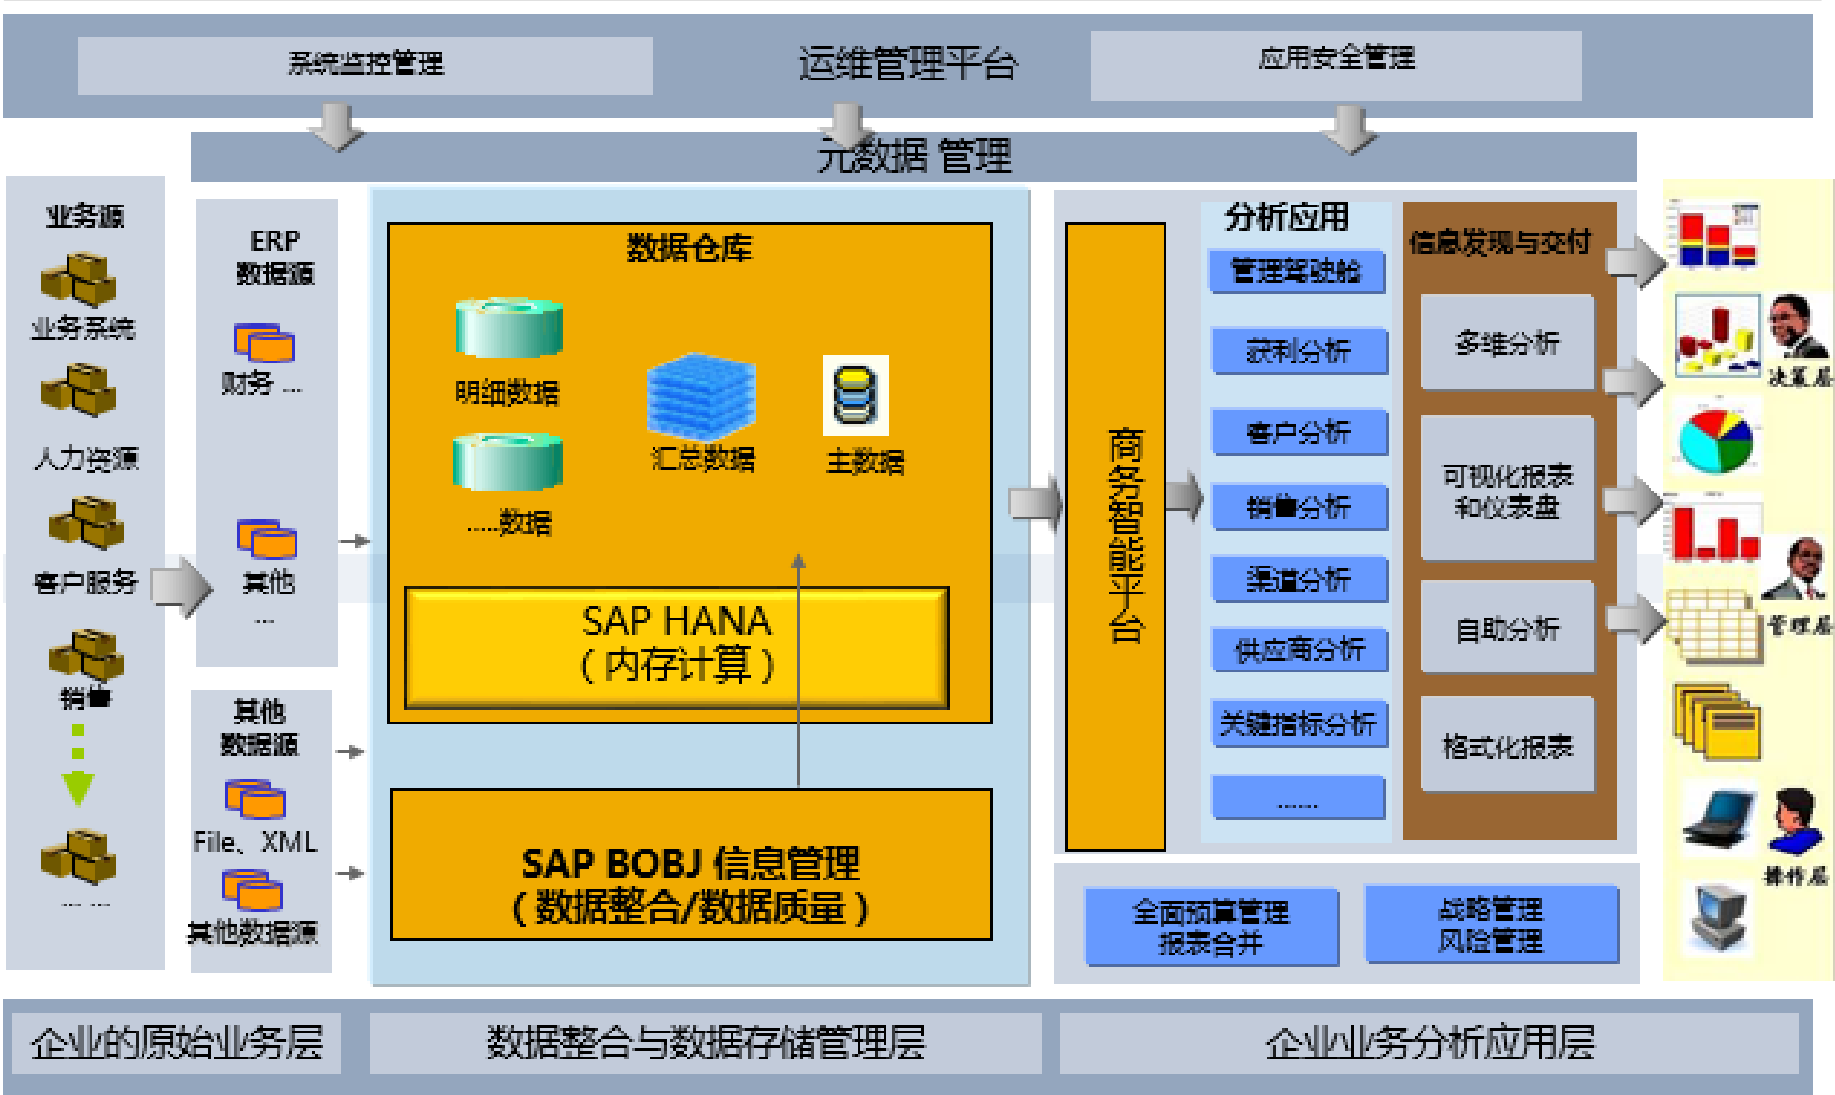 系统监控管理
运维管理平台
应用安全管理
元数据 管理
业务源
业务系统
人力资源
客户服务
销售
... ...
ERP
数据源
财务 ...
其他
...
其他
数据源
File、XML
其他数据源
数据仓库
明细数据
.....数据
汇总数据
主数据
SAP HANA
（内存计算）
SAP BOBJ 信息管理
（数据整合/数据质量）
商务智能平台
分析应用
管理驾驶舱
获利分析
客户分析
销售分析
渠道分析
供应商分析
关键指标分析
......
信息发现与交付
多维分析
可视化报表
和仪表盘
自助分析
格式化报表
决策层
管理层
操作层
全面预算管理
报表合并
战略管理
风险管理
企业的原始业务层
数据整合与数据存储管理层
企业业务分析应用层